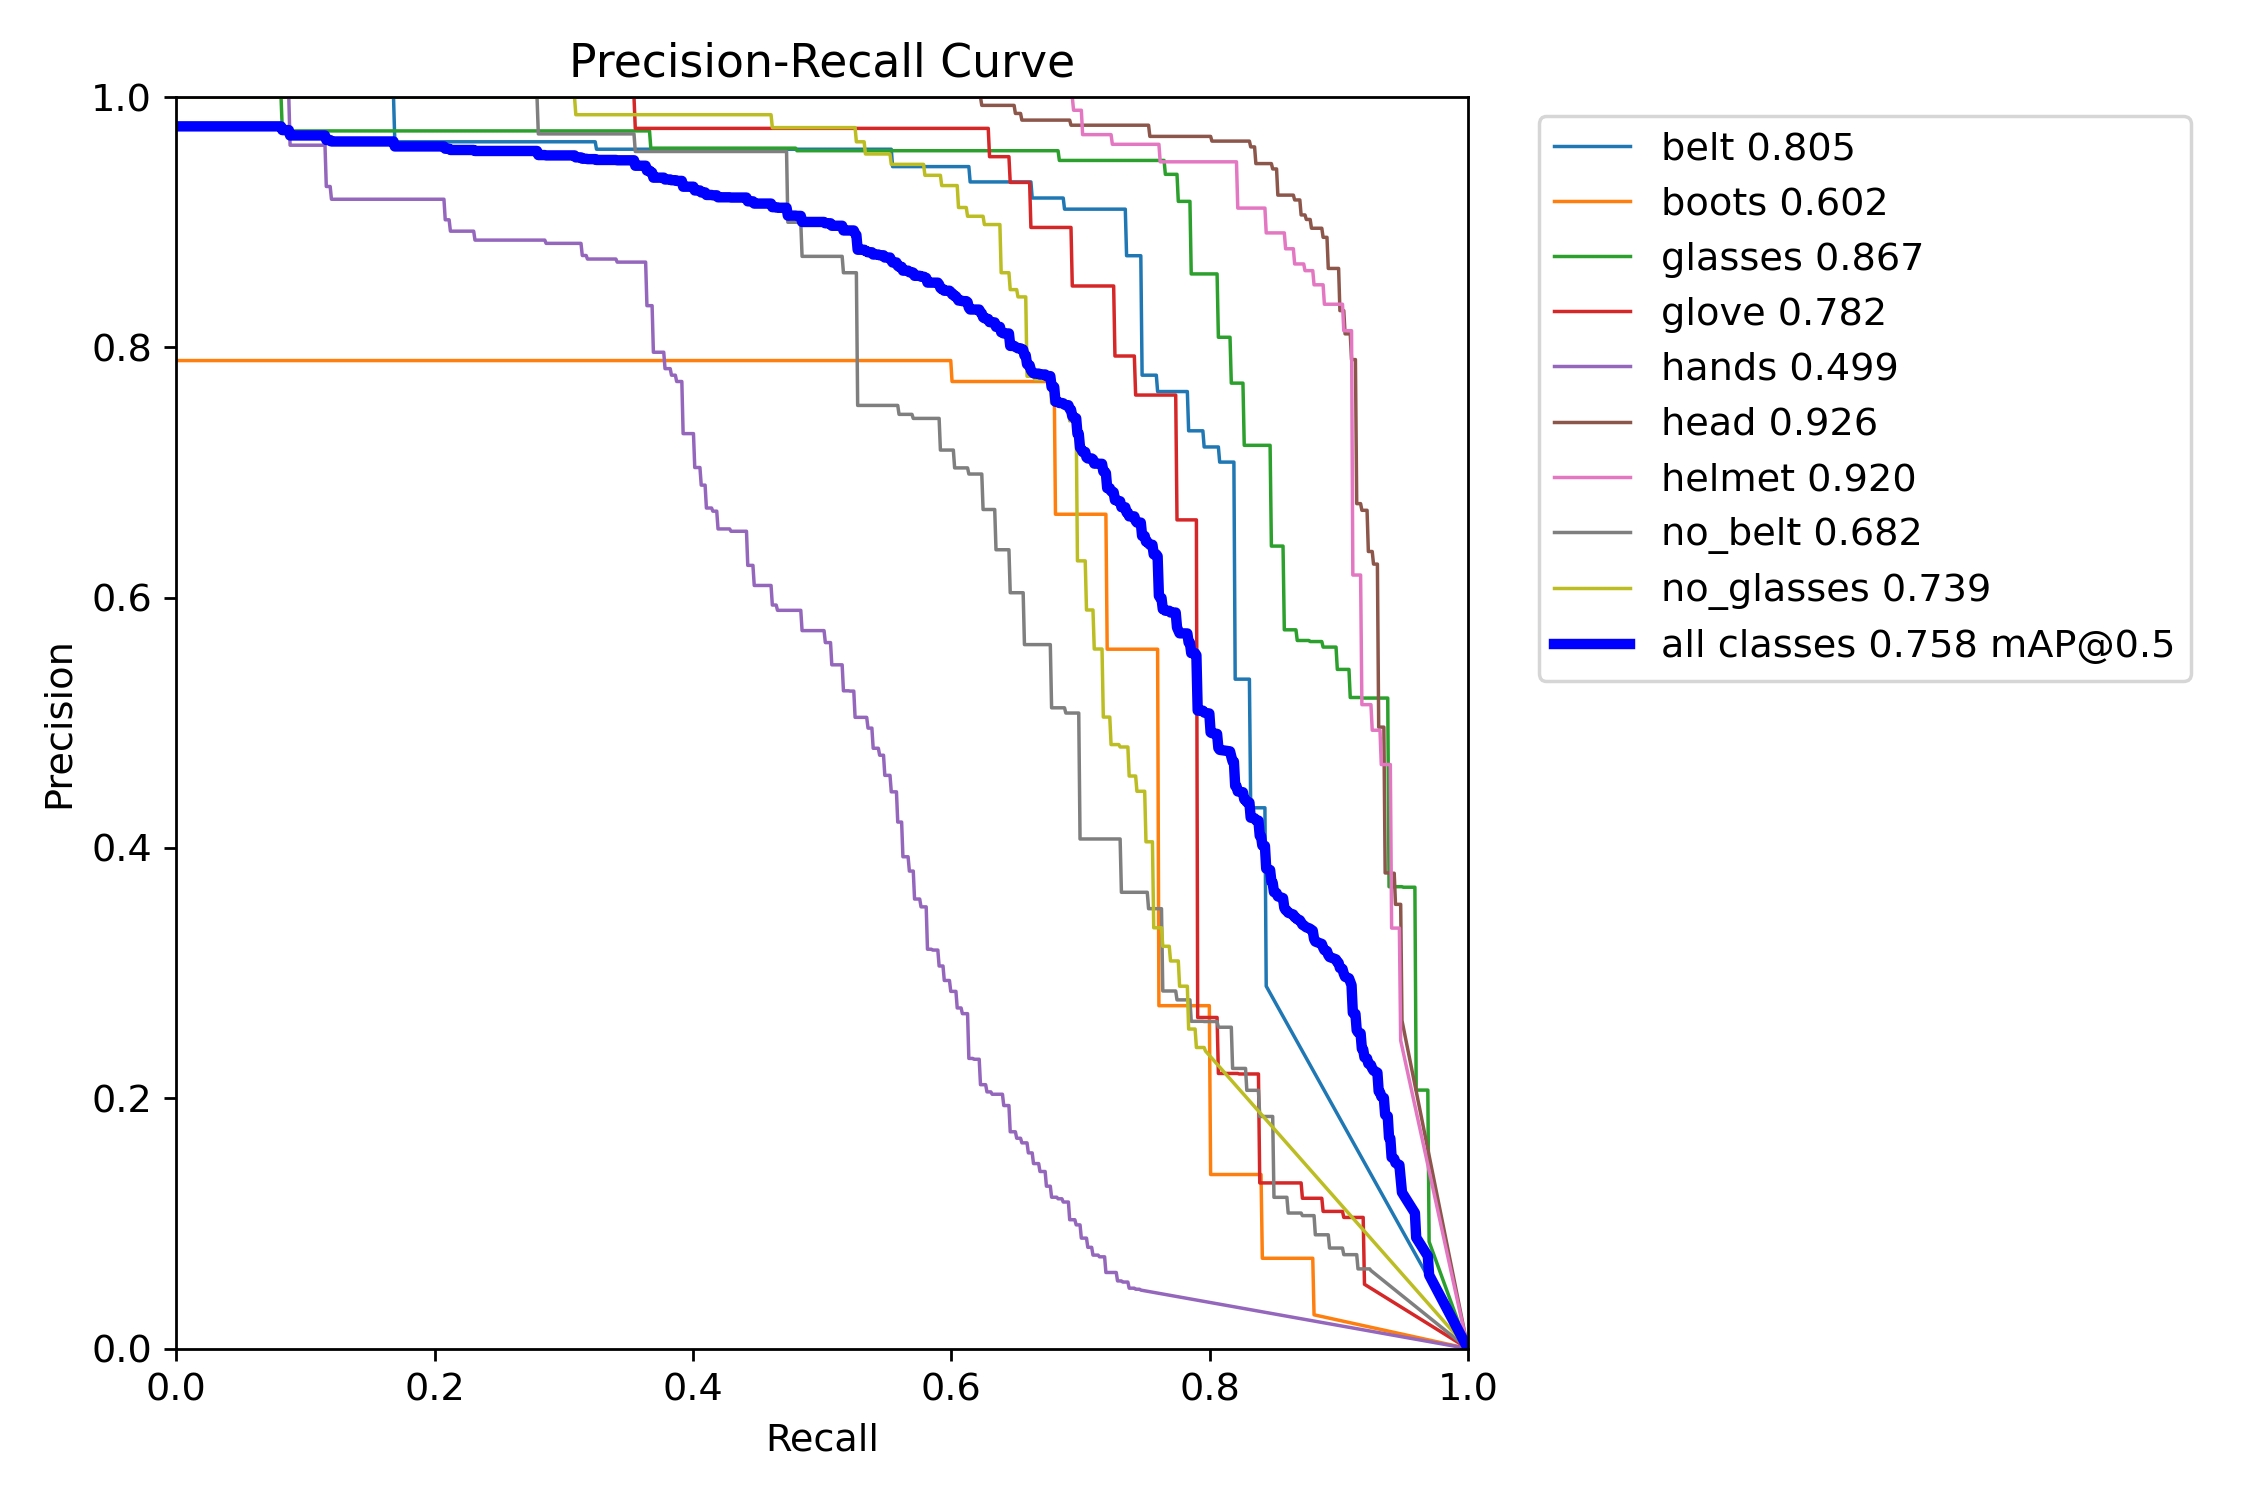 Precision-Recall Curve
1.0
0.8
0.6
0.4
0.2
0.0
Precision
0.0 0.2 0.4 0.6 0.8 1.0
Recall
belt 0.805
boots 0.602
glasses 0.867
glove 0.782
hands 0.499
head 0.926
helmet 0.920
no_belt 0.682
no_glasses 0.739
all classes 0.758 mAP@0.5